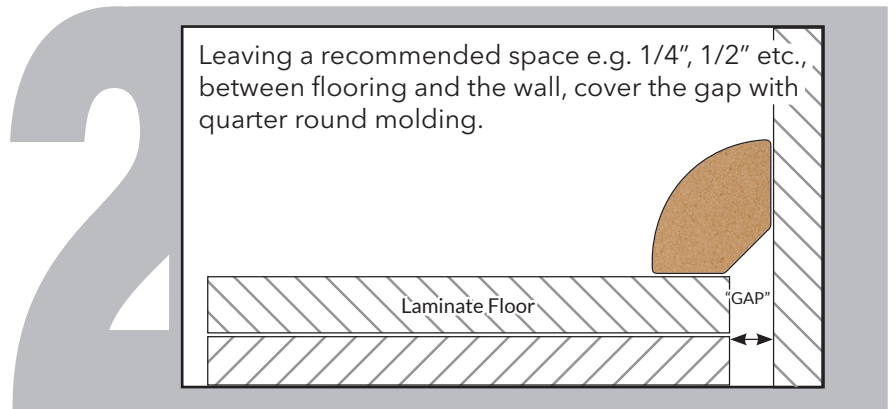 2
Leaving a recommended space e.g. 1/4”, 1/2” etc.,
between flooring and the wall, cover the gap with
quarter round molding.
“GAP”
Laminate Floor